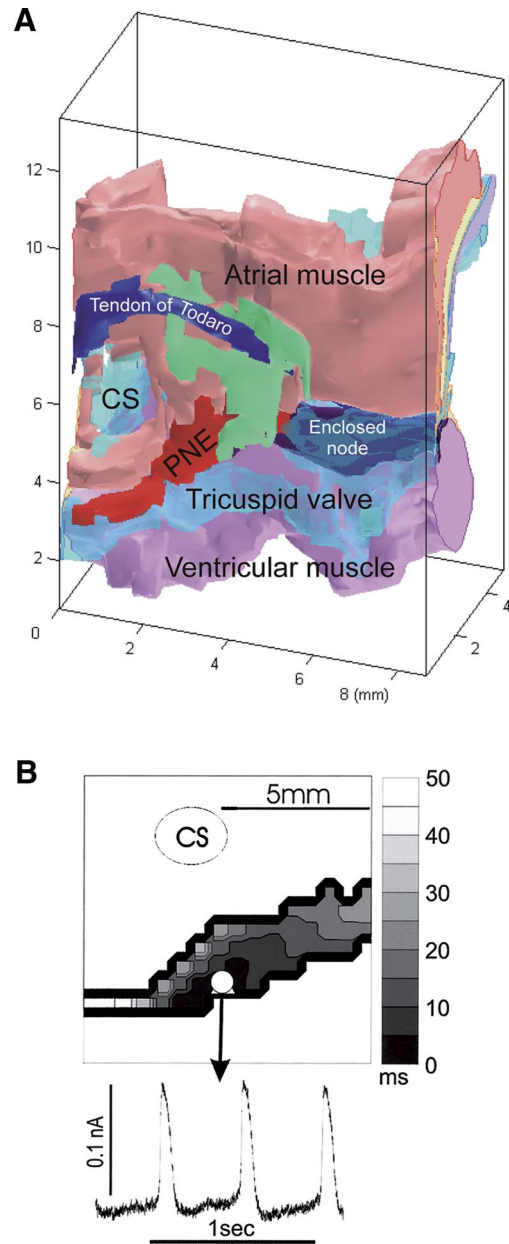 A
12
10
8
6
4
2
0
2
4
6
8 (mm)
2
4
Atrial muscle
Tendon of Todaro
CS
PNE
Enclosed
node
Tricuspid valve
Ventricular muscle
B
5mm
CS
50
40
30
20
10
0
ms
0.1 nA
1sec